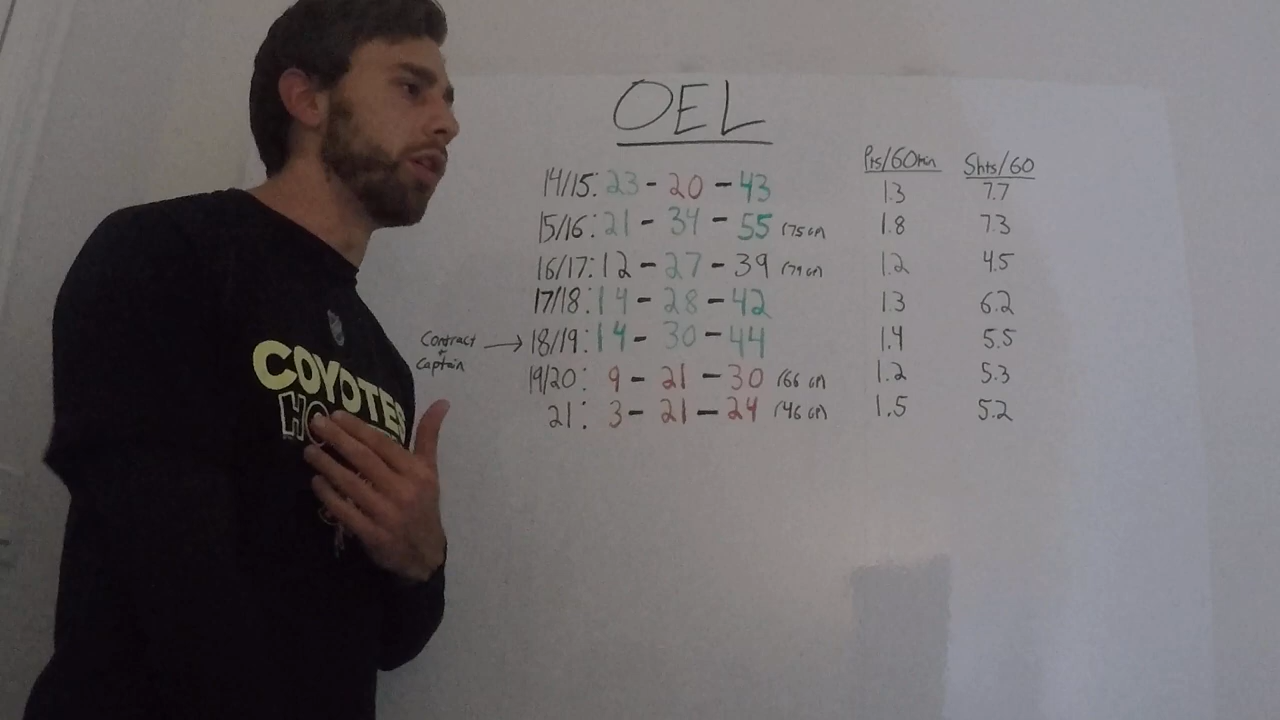 OEL
Pts/60min Shts/60
14/15: 23 - 20 - 43 1.3 7.7
15/16: 21 - 34 - 55 (75 GP) 1.8 7.3
16/17: 12 - 27 - 39 (79 GP) 1.2 4.5
17/18: 14 - 28 - 42 1.3 6.2
Contract + Captain → 18/19: 14 - 30 - 44 1.4 5.5
19/20: 9 - 21 - 30 (66 GP) 1.2 5.3
21: 3 - 21 - 24 (46 GP) 1.5 5.2
COYOTES